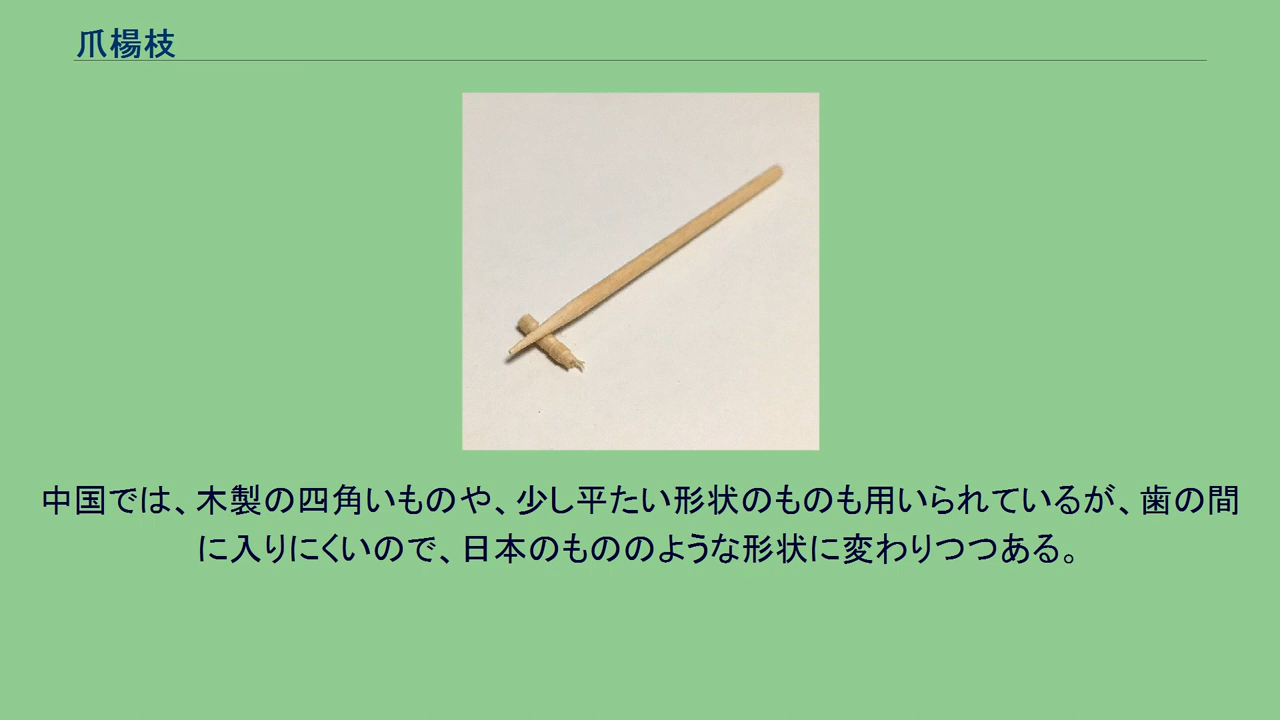 爪楊枝
中国では、木製の四角いものや、少し平たい形状のものも用いられているが、歯の間
に入りにくいので、日本のもののような形状に変わりつつある。